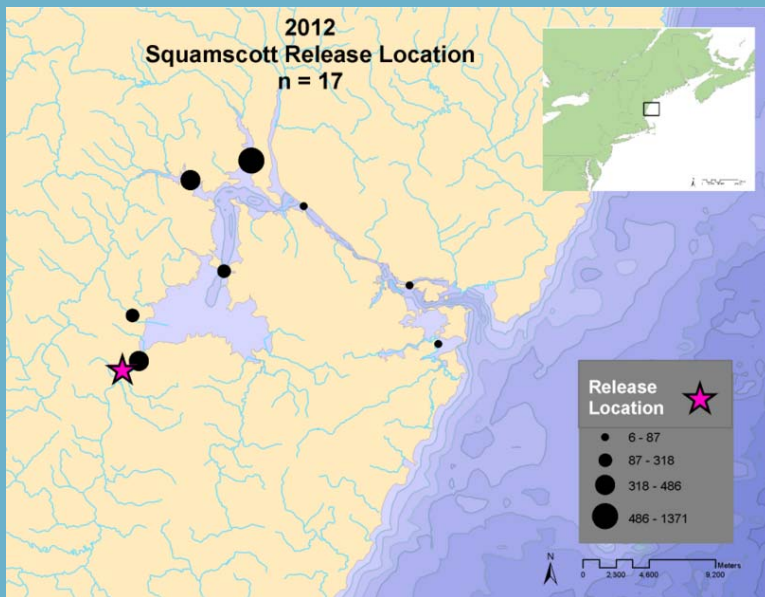 2012
Squamscott Release Location
n = 17
Release
Location
6 - 87
87 - 318
318 - 486
486 - 1371
N
Meters
0 2,300 4,600 9,200